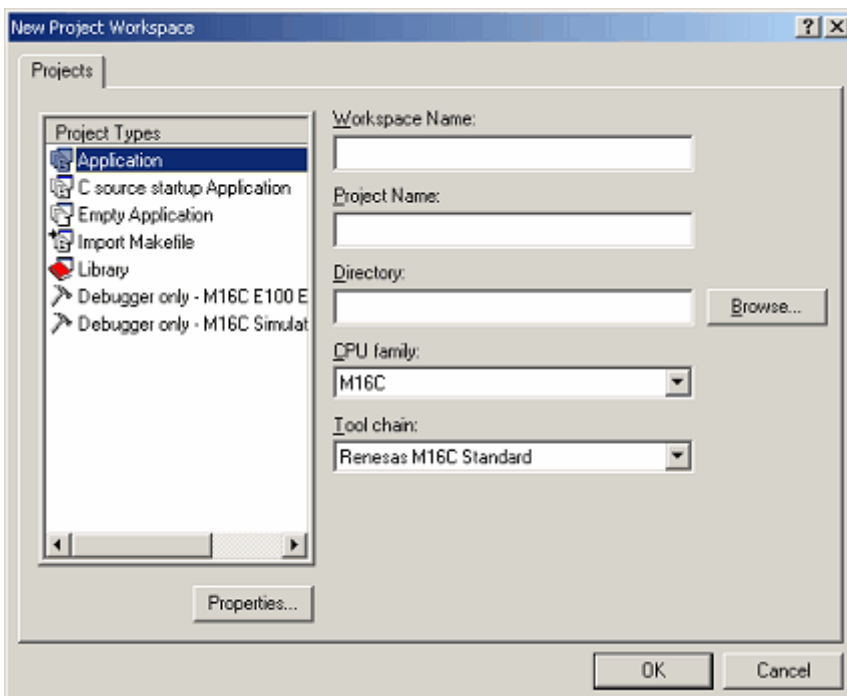 New Project Workspace
Projects
Project Types
Application
C source startup Application
Empty Application
Import Makefile
Library
Debugger only - M16C E100 E
Debugger only - M16C Simulat
Properties...
Workspace Name:
Project Name:
Directory:
Browse...
CPU family:
M16C
Tool chain:
Renesas M16C Standard
OK
Cancel